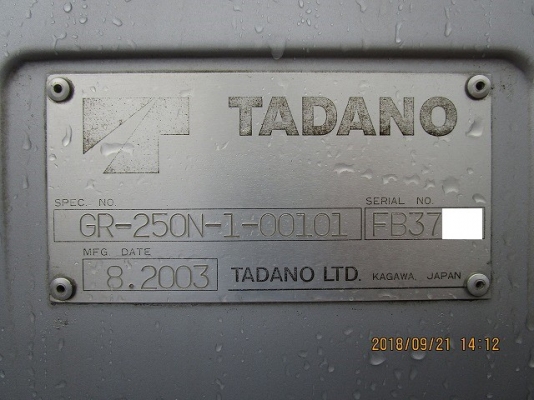 TADANO
SPEC. NO. SERIAL NO.
GR-250N-1-00101 FB37
MFG. DATE
8.2003 TADANO LTD. KAGAWA, JAPAN
2018/09/21 14:12